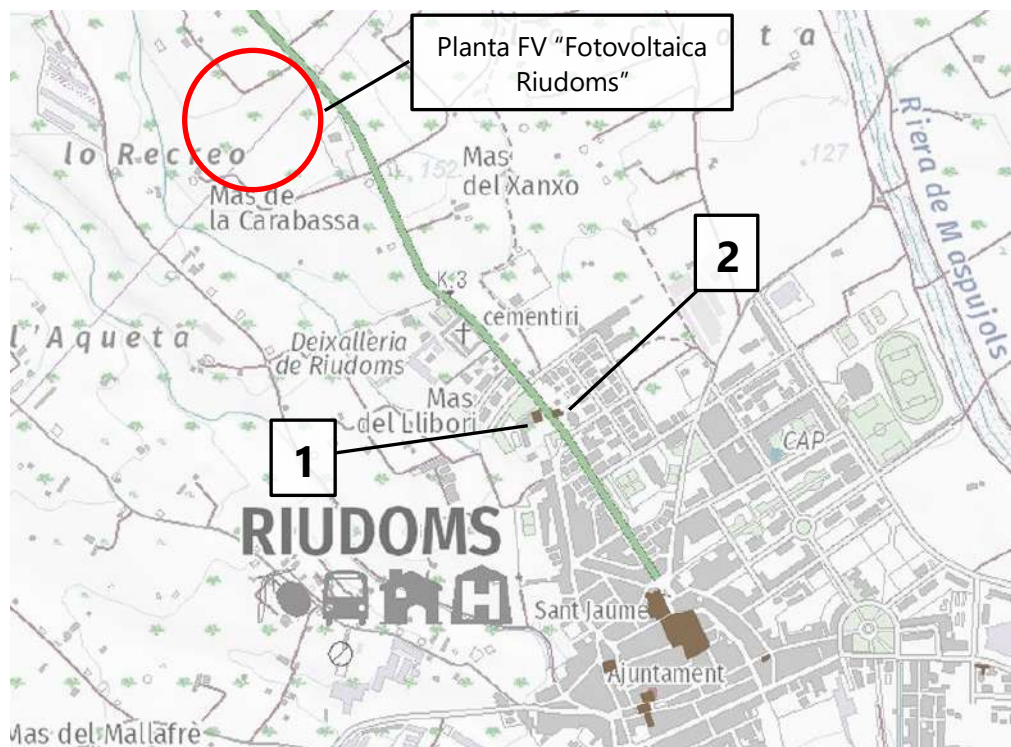 Planta FV “Fotovoltaica
Riudoms”
a
t
a
lo Recreo
Mas de
la Carabassa
152
Mas
del Xanxo
127
Riera de Maspujols
2
K.3
cementiri
l'Aqueta
Deixalleria
de Riudoms
Mas
del Llibori
1
CAP
RIUDOMS
H
Sant Jaume
Ajuntament
Mas del Mallafrè